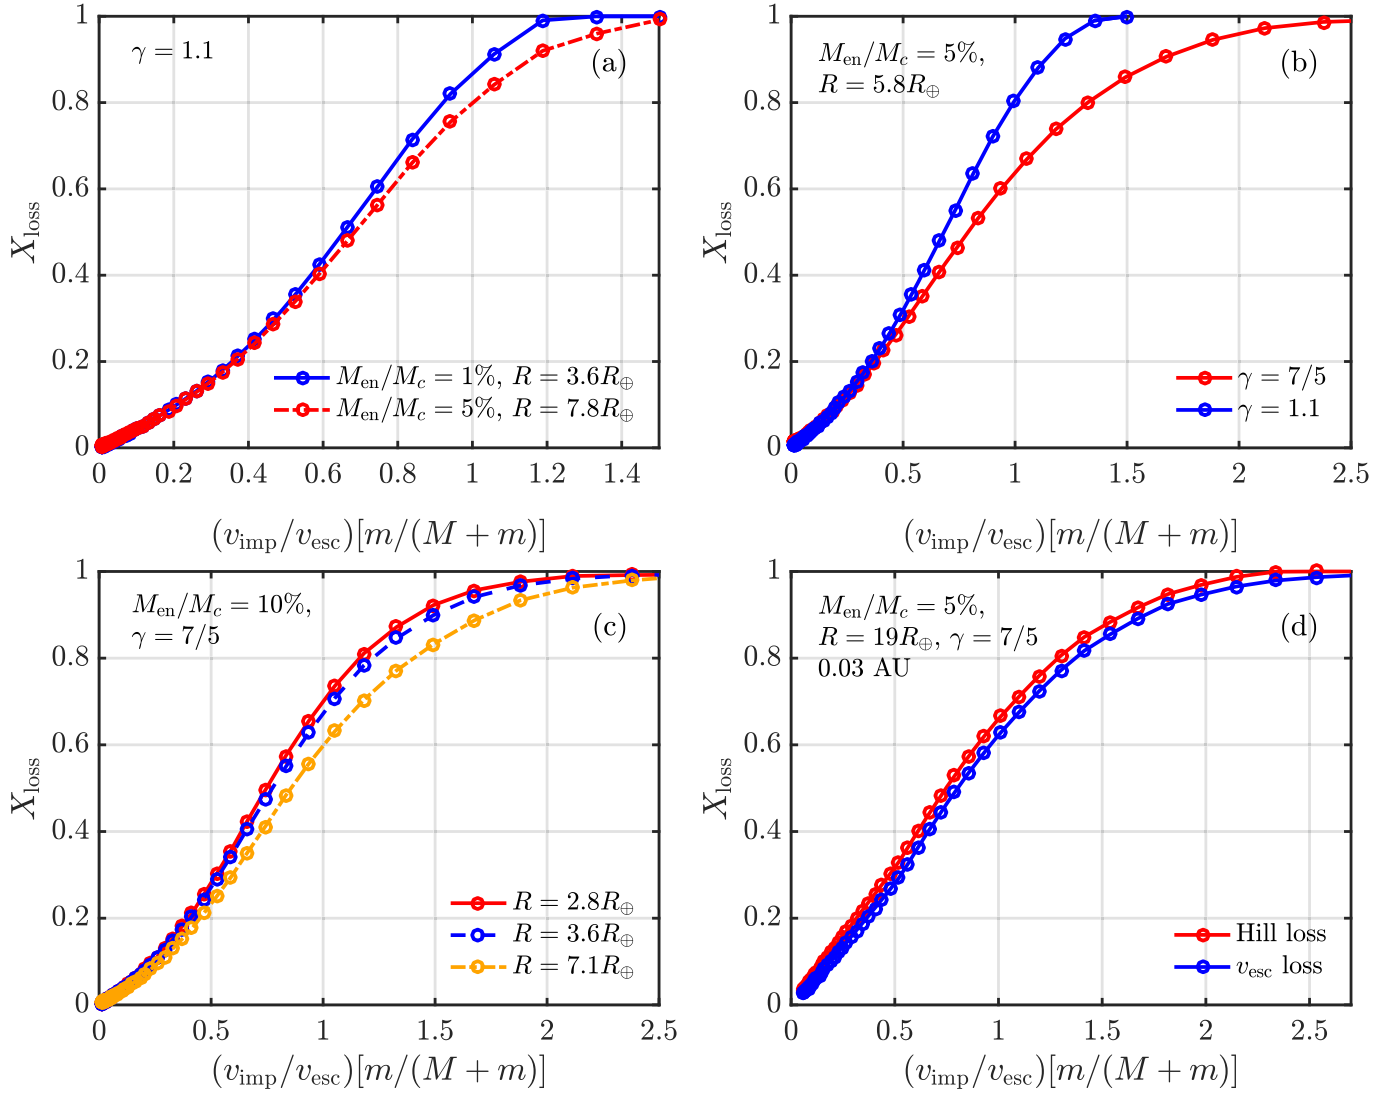 1
0.8
0.6
0.4
0.2
0
X_loss
γ = 1.1
(a)
M_en/M_c = 1%, R = 3.6R_⊕
M_en/M_c = 5%, R = 7.8R_⊕
0.2 0.4 0.6 0.8 1 1.2 1.4
(v_imp/v_esc)[m/(M + m)]
1
0.8
0.6
0.4
0.2
0
X_loss
M_en/M_c = 5%,
R = 5.8R_⊕
(b)
γ = 7/5
γ = 1.1
0.5 1 1.5 2 2.5
(v_imp/v_esc)[m/(M + m)]
1
0.8
0.6
0.4
0.2
0
X_loss
M_en/M_c = 10%,
γ = 7/5
(c)
R = 2.8R_⊕
R = 3.6R_⊕
R = 7.1R_⊕
0.5 1 1.5 2 2.5
(v_imp/v_esc)[m/(M + m)]
1
0.8
0.6
0.4
0.2
0
X_loss
M_en/M_c = 5%,
R = 19R_⊕, γ = 7/5
0.03 AU
(d)
Hill loss
v_esc loss
0 0.5 1 1.5 2 2.5
(v_imp/v_esc)[m/(M + m)]